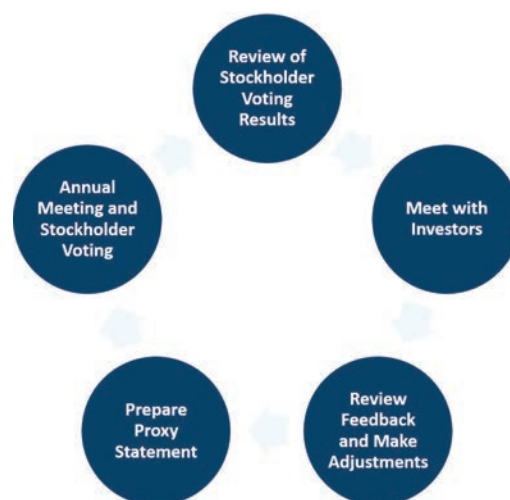 Review of
Stockholder
Voting
Results
Meet with
Investors
Review
Feedback
and Make
Adjustments
Prepare
Proxy
Statement
Annual
Meeting and
Stockholder
Voting